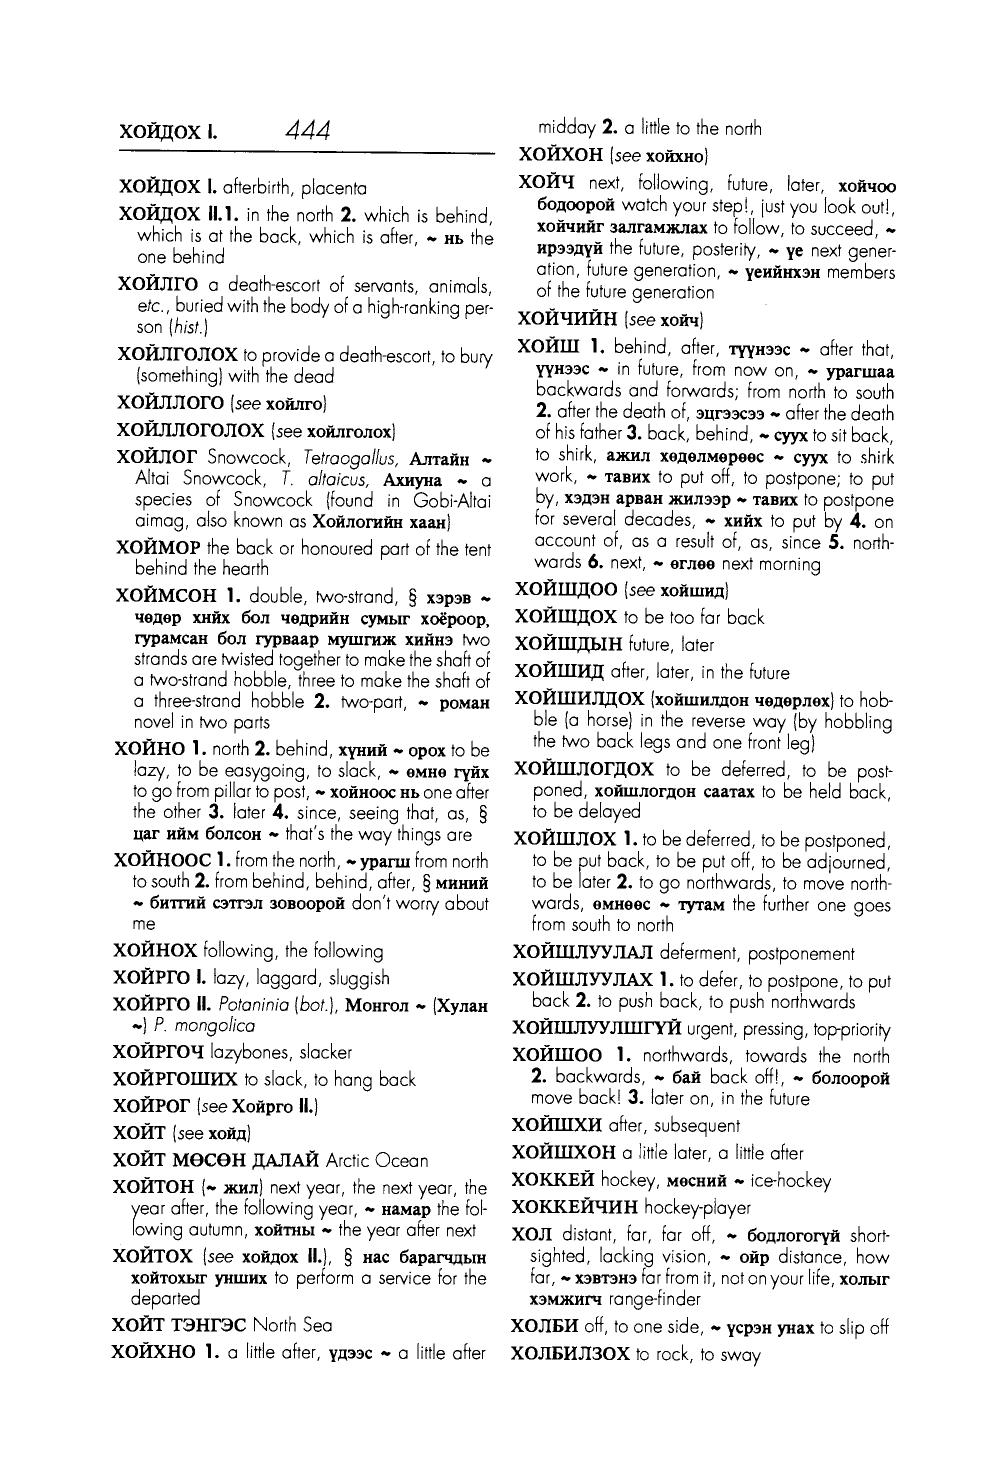 ХОЙДОХ I. 444
ХОЙДОХ I. afterbirth, placenta
ХОЙДОХ II.1. in the north 2. which is behind,
which is at the back, which is after, ~ нь the
one behind
ХОЙЛГО a death-escort of servants, animals,
etc., buried with the body of a high-ranking per-
son (hist.)
ХОЙЛГОЛОХ to provide a death-escort, to bury
(something) with the dead
ХОЙЛЛОГО (see хойлго)
ХОЙЛЛОГОЛОХ (see хойлголох)
ХОЙЛОГ Snowcock, Tetraogallus, Алтайн ~
Altai Snowcock, T. altaicus, Ахиуна ~ a
species of Snowcock (found in Gobi-Altai
aimag, also known as Хойлогийн хаан)
ХОЙМОР the back or honoured part of the tent
behind the hearth
ХОЙМСОН 1. double, two-strand, § хэрэв ~
чөдөр хийх бол чөдрийн сумыг хоёроор,
гурамсан бол гурваар мушгиж хийнэ two
strands are twisted together to make the shaft of
a two-strand hobble, three to make the shaft of
a three-strand hobble 2. two-part, ~ роман
novel in two parts
ХОЙНО 1. north 2. behind, хүний ~ орох to be
lazy, to be easygoing, to slack, ~ өмнө гүйх
to go from pillar to post, ~ хойноос нь one after
the other 3. later 4. since, seeing that, as, §
цаг ийм болсон ~ that's the way things are
ХОЙНООС 1. from the north, ~ урагш from north
to south 2. from behind, behind, after, § миний
~ битгий сэтгэл зовоорой don't worry about
me
ХОЙНОХ following, the following
ХОЙРГО I. lazy, laggard, sluggish
ХОЙРГО II. Potaninia (bot.), Монгол ~ (Хулан
~) P. mongolica
ХОЙРГОЧ lazybones, slacker
ХОЙРГОШИХ to slack, to hang back
ХОЙРОГ (see Хойрго II.)
ХОЙТ (see хойд)
ХОЙТ МӨСӨН ДАЛАЙ Arctic Ocean
ХОЙТОН (~ жил) next year, the next year, the
year after, the following year, ~ намар the fol-
lowing autumn, хойтны ~ the year after next
ХОЙТОХ (see хойдох II.), § нас барагчдын
хойтохыг унших to perform a service for the
departed
ХОЙТ ТЭНГЭС North Sea
ХОЙХНО 1. a little after, үдээс ~ a little after
midday 2. a little to the north
ХОЙХОН (see хойхно)
ХОЙЧ next, following, future, later, хойчоо
бодоорой watch your step!, just you look out!,
хойчийг залгамжлах to follow, to succeed, ~
ирээдүй the future, posterity, ~ үе next gener-
ation, future generation, ~ үеийнхэн members
of the future generation
ХОЙЧИЙН (see хойч)
ХОЙШ 1. behind, after, түүнээс ~ after that,
үүнээс ~ in future, from now on, ~ урагшаа
backwards and forwards; from north to south
2. after the death of, эцгээсээ ~ after the death
of his father 3. back, behind, ~ суух to sit back,
to shirk, ажил хөдөлмөрөөс ~ суух to shirk
work, ~ тавих to put off, to postpone; to put
by, хэдэн арван жилээр ~ тавих to postpone
for several decades, ~ хийх to put by 4. on
account of, as a result of, as, since 5. north-
wards 6. next, ~ өглөө next morning
ХОЙШДОО (see хойшид)
ХОЙШДОХ to be too far back
ХОЙШДЫН future, later
ХОЙШИД after, later, in the future
ХОЙШИЛДОХ (хойшилдон чөдөрлөх) to hob-
ble (a horse) in the reverse way (by hobbling
the two back legs and one front leg)
ХОЙШЛОГДОХ to be deferred, to be post-
poned, хойшлогдон саатах to be held back,
to be delayed
ХОЙШЛОХ 1. to be deferred, to be postponed,
to be put back, to be put off, to be adjourned,
to be later 2. to go northwards, to move north-
wards, өмнөөс ~ тутам the further one goes
from south to north
ХОЙШЛУУЛАЛ deferment, postponement
ХОЙШЛУУЛАХ 1. to defer, to postpone, to put
back 2. to push back, to push northwards
ХОЙШЛУУЛШГҮЙ urgent, pressing, top-priority
ХОЙШОО 1. northwards, towards the north
2. backwards, ~ бай back off!, ~ болоорой
move back! 3. later on, in the future
ХОЙШХИ after, subsequent
ХОЙШХОН a little later, a little after
ХОККЕЙ hockey, мөсний ~ ice-hockey
ХОККЕЙЧИН hockey-player
ХОЛ distant, far, far off, ~ бодлогогүй short-
sighted, lacking vision, ~ ойр distance, how
far, ~ хэвтэнэ far from it, not on your life, холыг
хэмжигч range-finder
ХОЛБИ off, to one side, ~ үсрэн унах to slip off
ХОЛБИЛЗОХ to rock, to sway